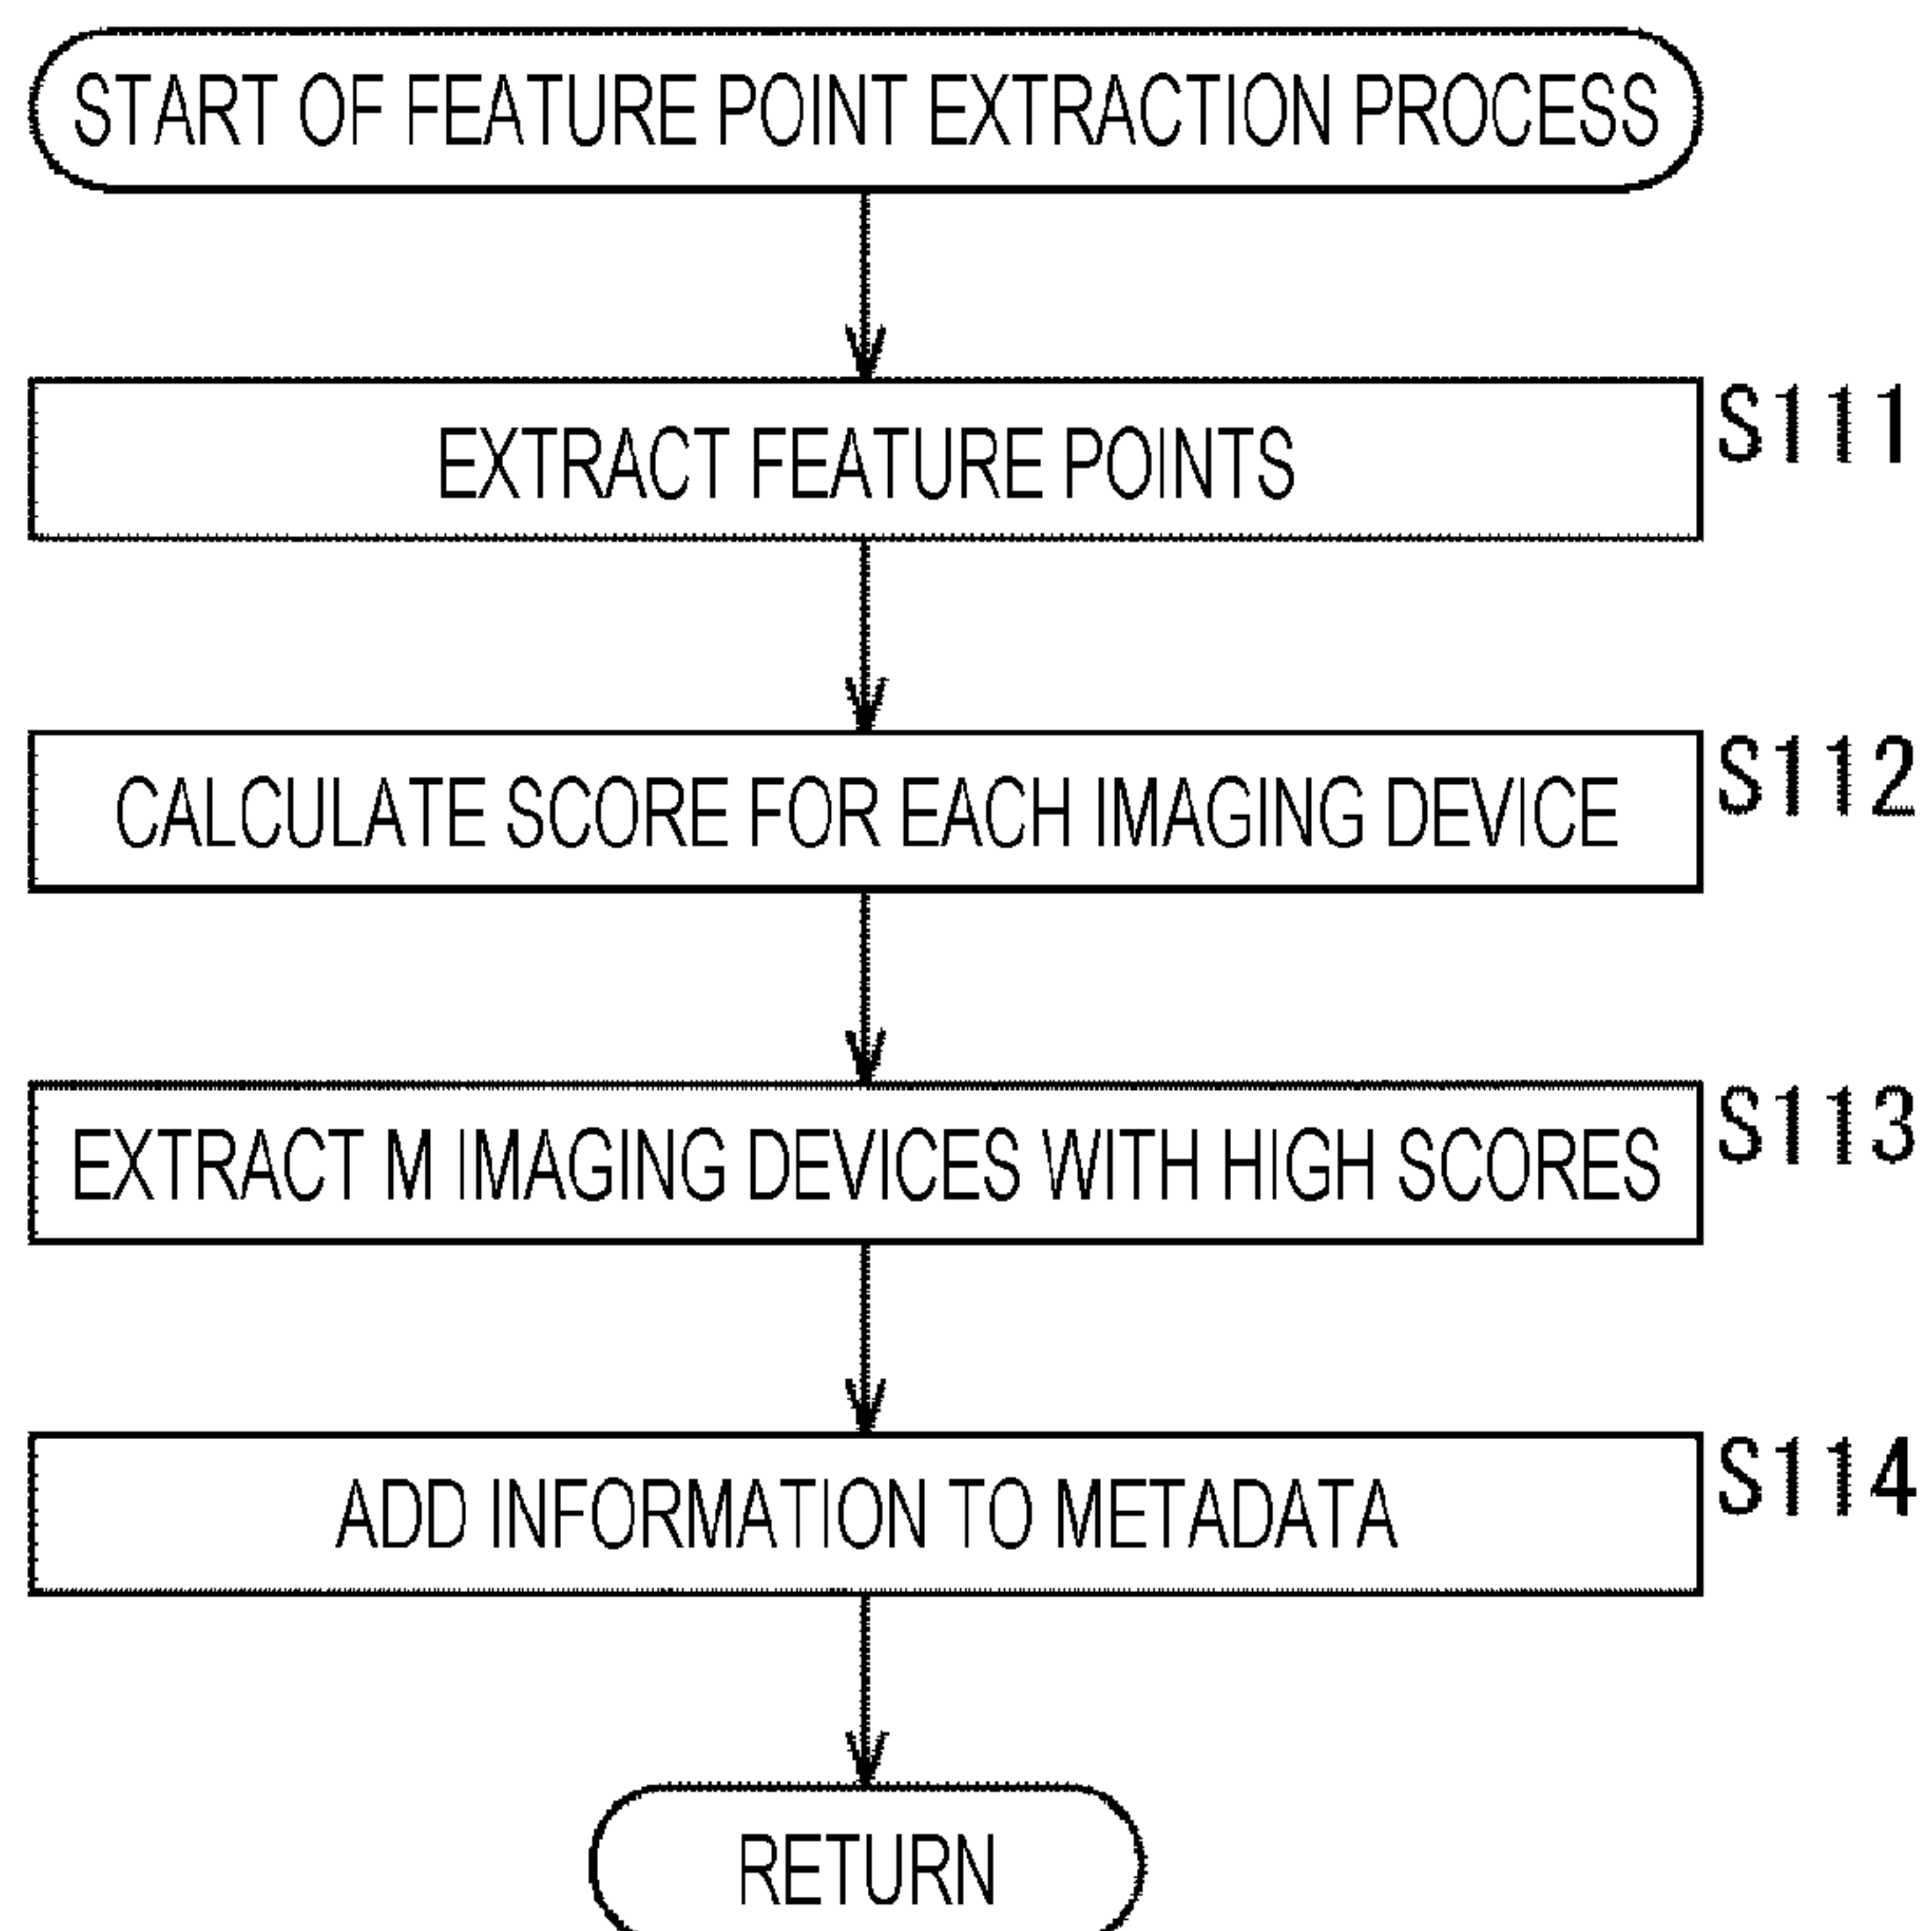 START OF FEATURE POINT EXTRACTION PROCESS
EXTRACT FEATURE POINTS
S111
CALCULATE SCORE FOR EACH IMAGING DEVICE
S112
EXTRACT M IMAGING DEVICES WITH HIGH SCORES
S113
ADD INFORMATION TO METADATA
S114
RETURN